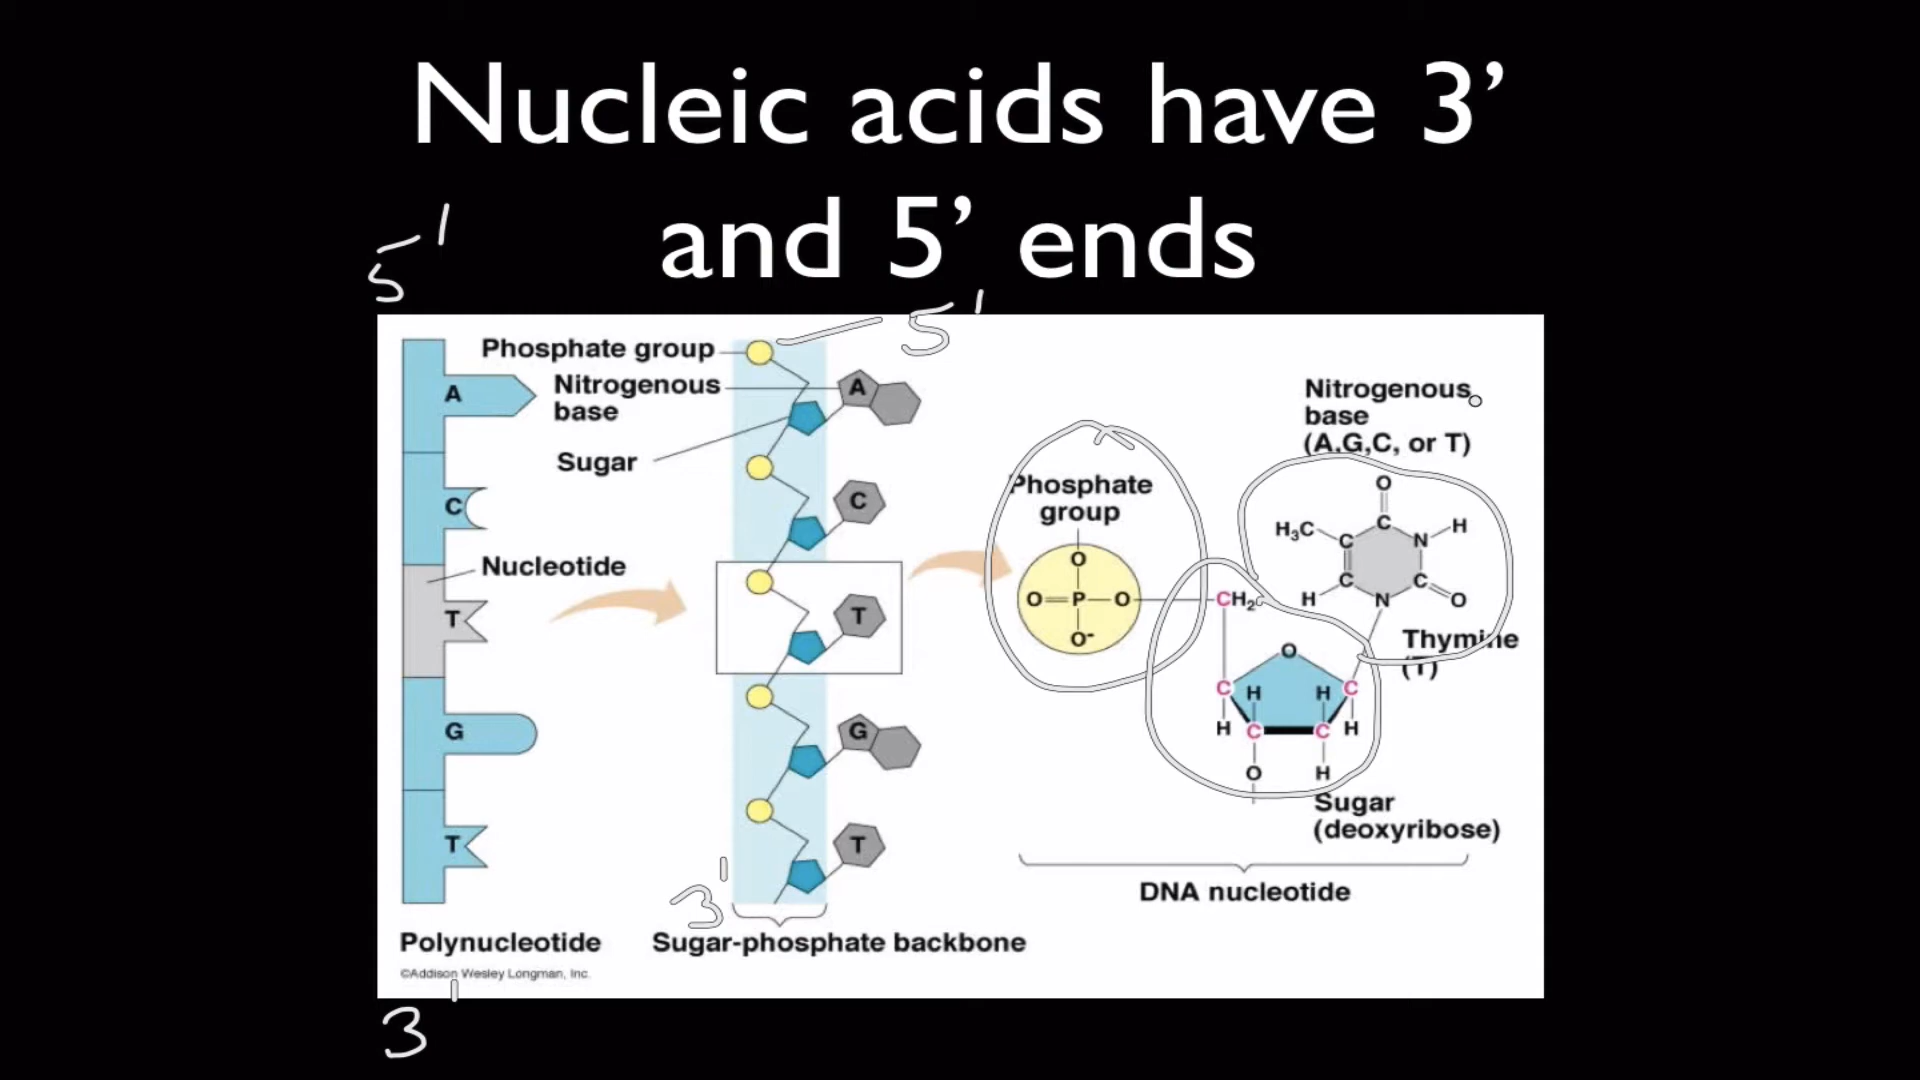 Nucleic acids have 3’
and 5’ ends
5'
5'
Phosphate group
Nitrogenous
base
Sugar
A
C
Nucleotide
T
G
T
Polynucleotide
©Addison Wesley Longman, Inc.
3'
A
C
T
G
T
3'
Sugar-phosphate backbone
Phosphate
group
O
O=P—O
O-
CH2
Nitrogenous
base
(A,G,C, or T)
O
H3C C C N H
H C N C O
Thymine
(T)
O
C H H C
H C C H
O H
Sugar
(deoxyribose)
DNA nucleotide